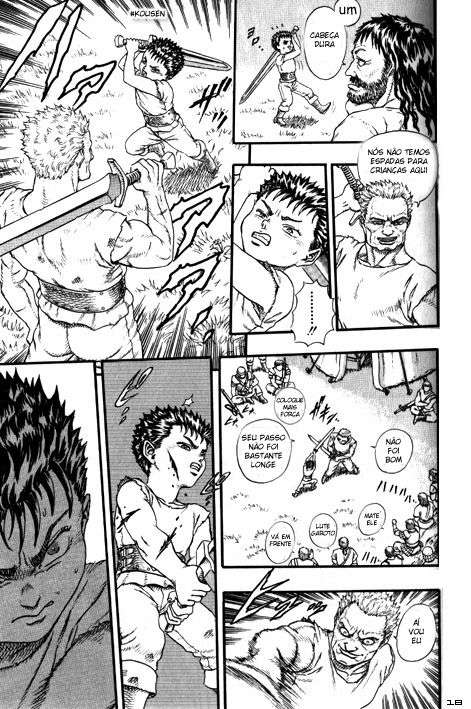 um
CABEÇA
DURA
#KOUSEN
NÓS NÃO TEMOS
ESPADAS PARA
CRIANÇAS AQUI
..........!!
COLOQUE
MAIS
FORÇA
NÃO
FOI
BOM
SEU PASSO
NÃO FOI
BASTANTE
LONGE
MATE
ELE
LUTE
GAROTO
VÁ EM
FRENTE
AÍ
VOU
EU
18